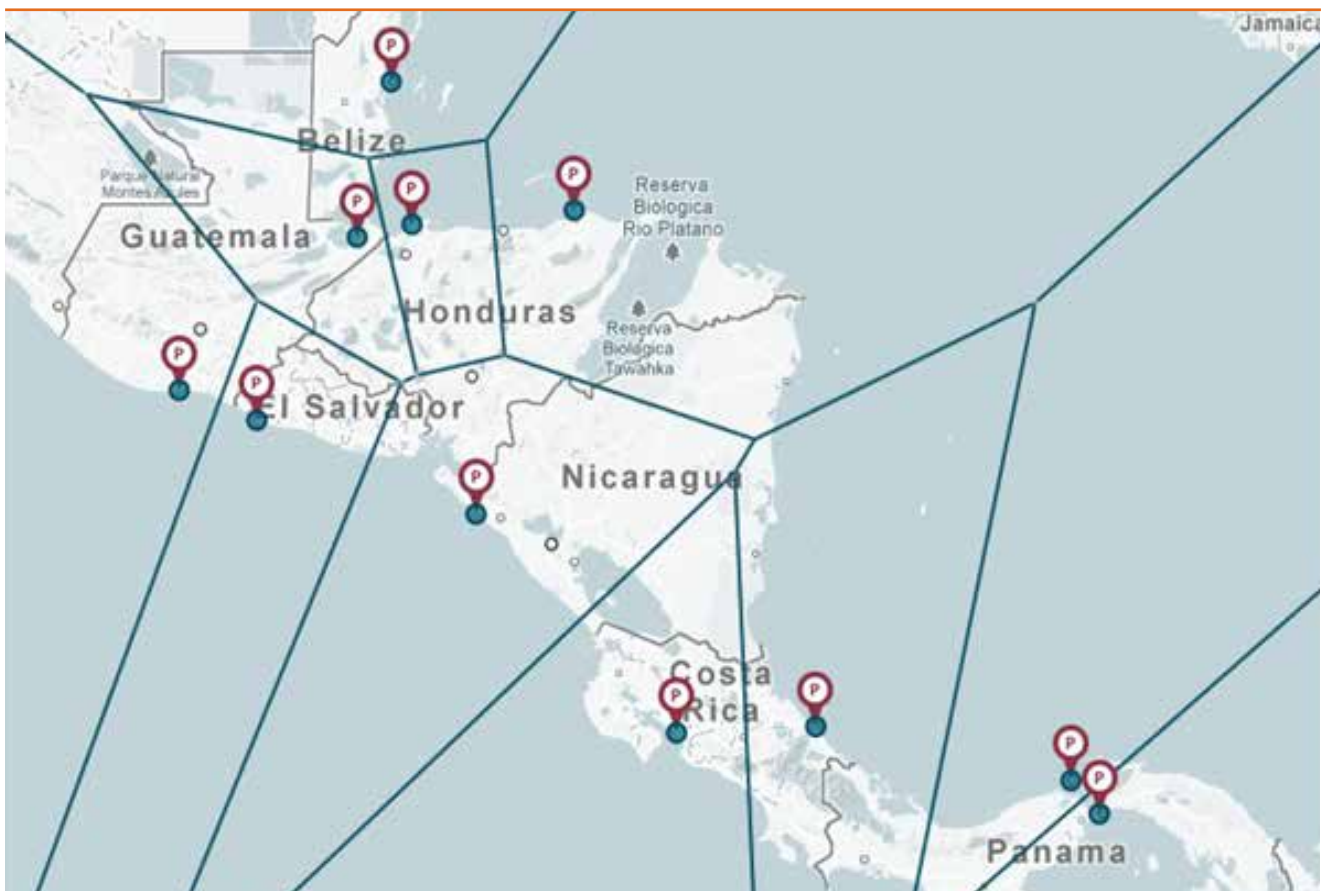 Jamaica
P
Belize
Parque Natural
Montes Azules
P
P
P
Reserva
Biologica
Rio Platano
Guatemala
Honduras
Reserva
Biologica
Tawahka
P
P
El Salvador
P
Nicaragua
Costa
Rica
P
P
P
P
Panama